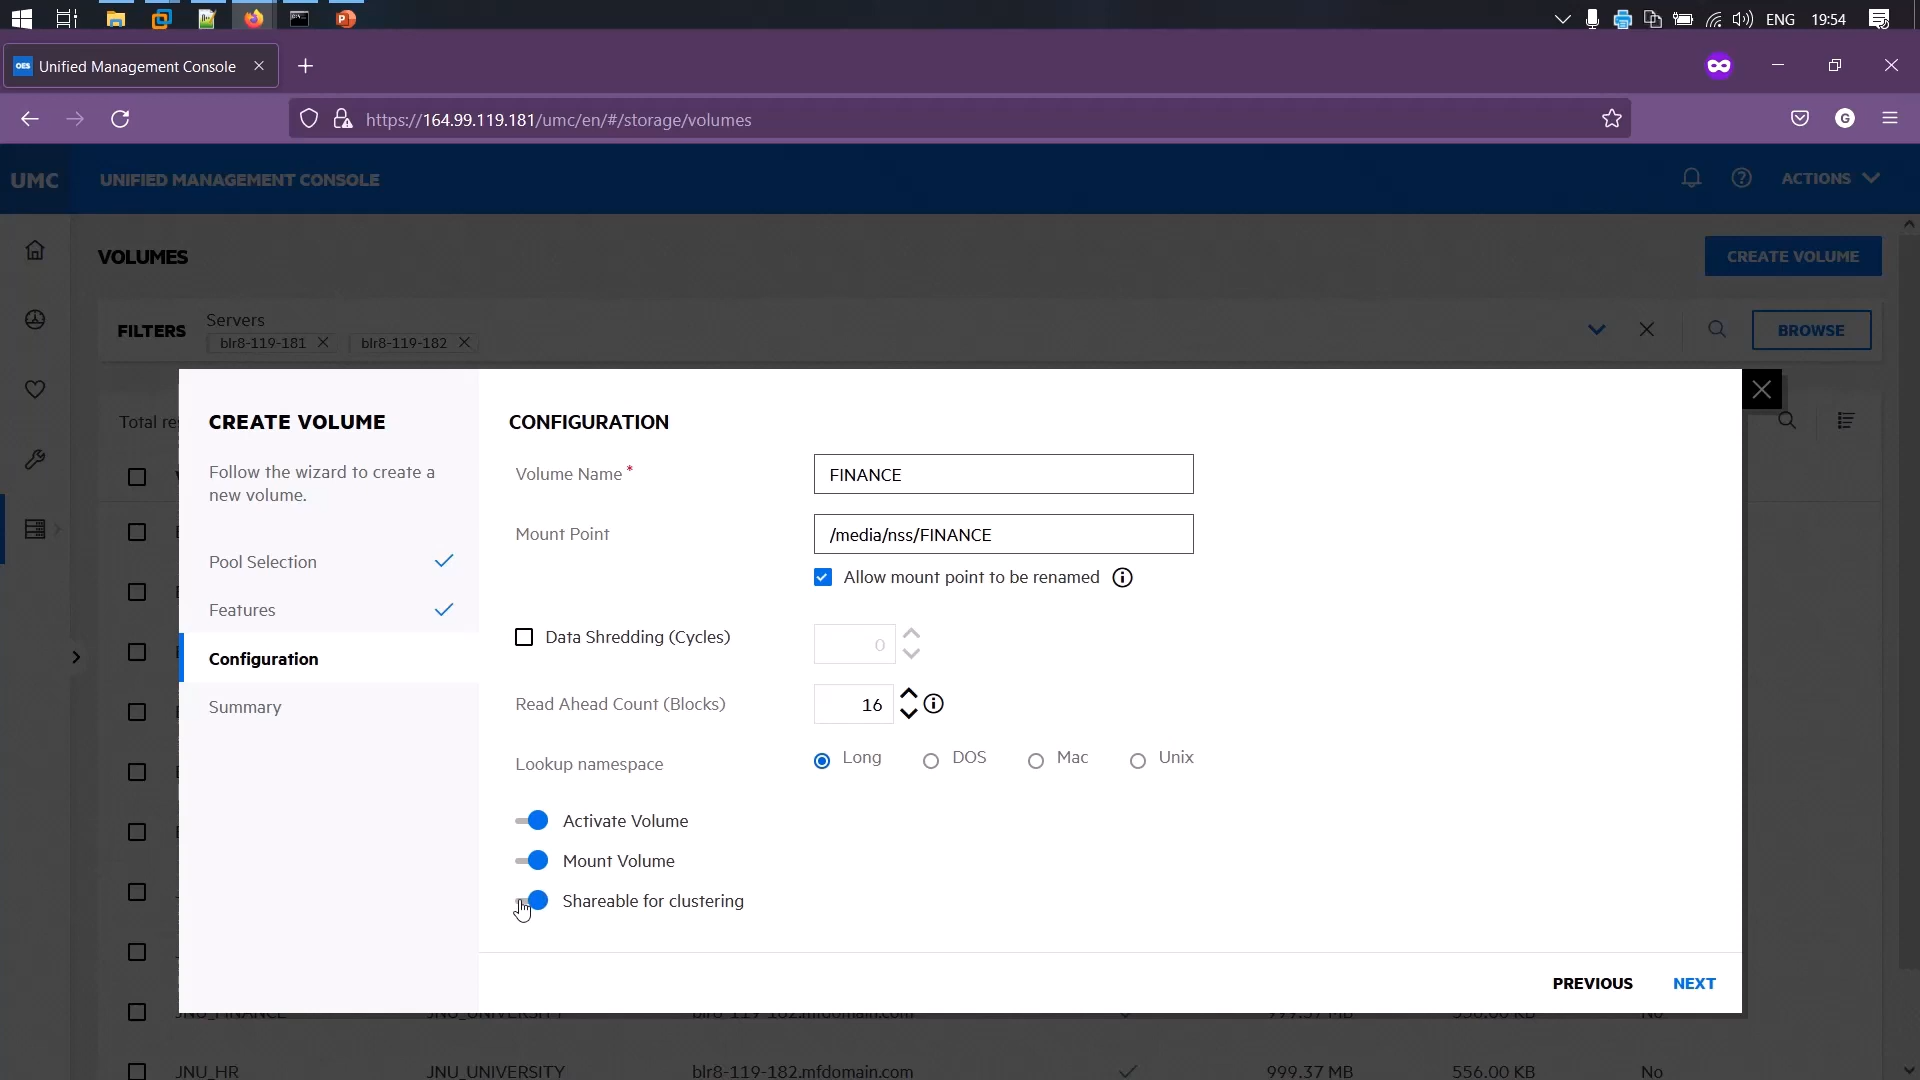 ENG 19:54
OES Unified Management Console
https://164.99.119.181/umc/en/#/storage/volumes
G
UMC UNIFIED MANAGEMENT CONSOLE ACTIONS
VOLUMES CREATE VOLUME
FILTERS Servers
blr8-119-181 blr8-119-182 BROWSE
CREATE VOLUME
Follow the wizard to create a
new volume.
Pool Selection
Features
Configuration
Summary
CONFIGURATION
Volume Name * FINANCE
Mount Point /media/nss/FINANCE
Allow mount point to be renamed
Data Shredding (Cycles) 0
Read Ahead Count (Blocks) 16
Lookup namespace Long DOS Mac Unix
Activate Volume
Mount Volume
Shareable for clustering
PREVIOUS NEXT
JNU_FINANCE JNU_UNIVERSITY blr8-119-182.mfdomain.com 999.37 MB 556.00 KB No
JNU_HR JNU_UNIVERSITY blr8-119-182.mfdomain.com 999.37 MB 556.00 KB No